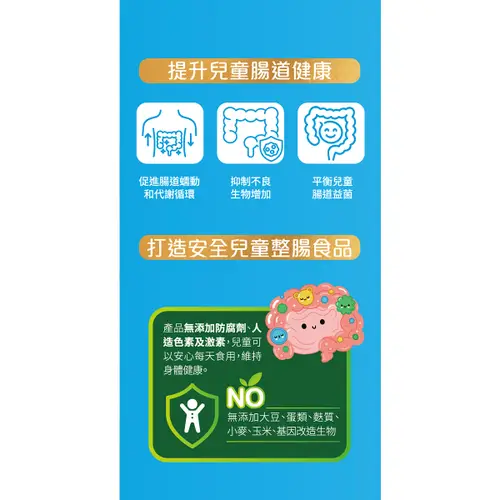 提升兒童腸道健康
促進腸道蠕動
和代謝循環
抑制不良
生物增加
平衡兒童
腸道益菌
打造安全兒童整腸食品
產品無添加防腐劑、人
造色素及激素，兒童可
以安心每天食用，維持
身體健康。
NO
無添加大豆、蛋類、麩質、
小麥、玉米、基因改造生物